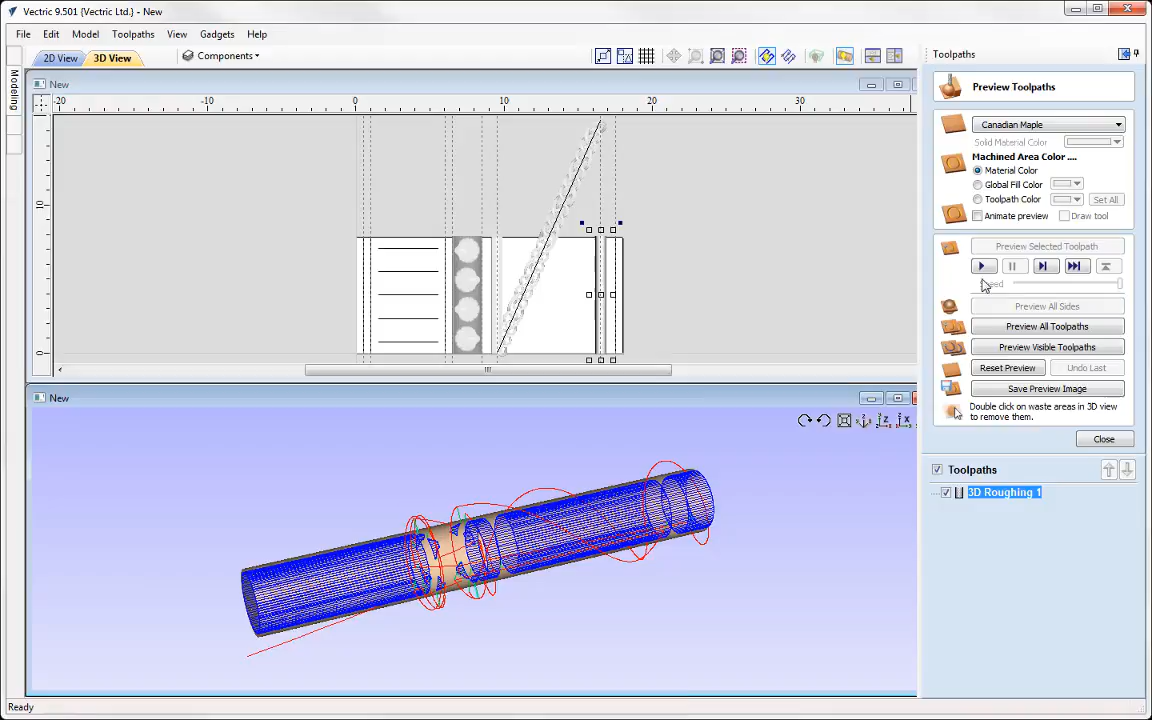 Vectric 9.501 {Vectric Ltd.} - New
File Edit Model Toolpaths View Gadgets Help
2D View 3D View Components
Modeling
New
-20 -10 0 10 20 30
10
0
New
Z X
Toolpaths
Preview Toolpaths
Canadian Maple
Solid Material Color
Machined Area Color ....
Material Color
Global Fill Color
Toolpath Color Set All
Animate preview Draw tool
Preview Selected Toolpath
Preview All Sides
Preview All Toolpaths
Preview Visible Toolpaths
Reset Preview Undo Last
Save Preview Image
Double click on waste areas in 3D view
to remove them.
Close
Toolpaths
3D Roughing 1
Ready